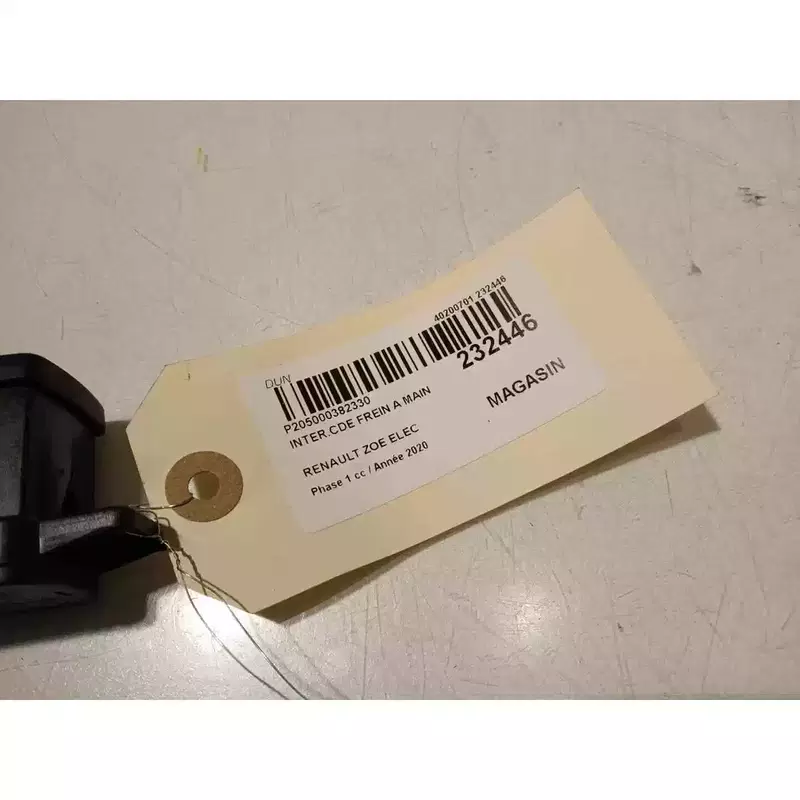 DUN
40200701 232446
232446
P205000382330
INTER.CDE FREIN A MAIN
MAGASIN
RENAULT ZOE ELEC
Phase 1 cc / Année 2020